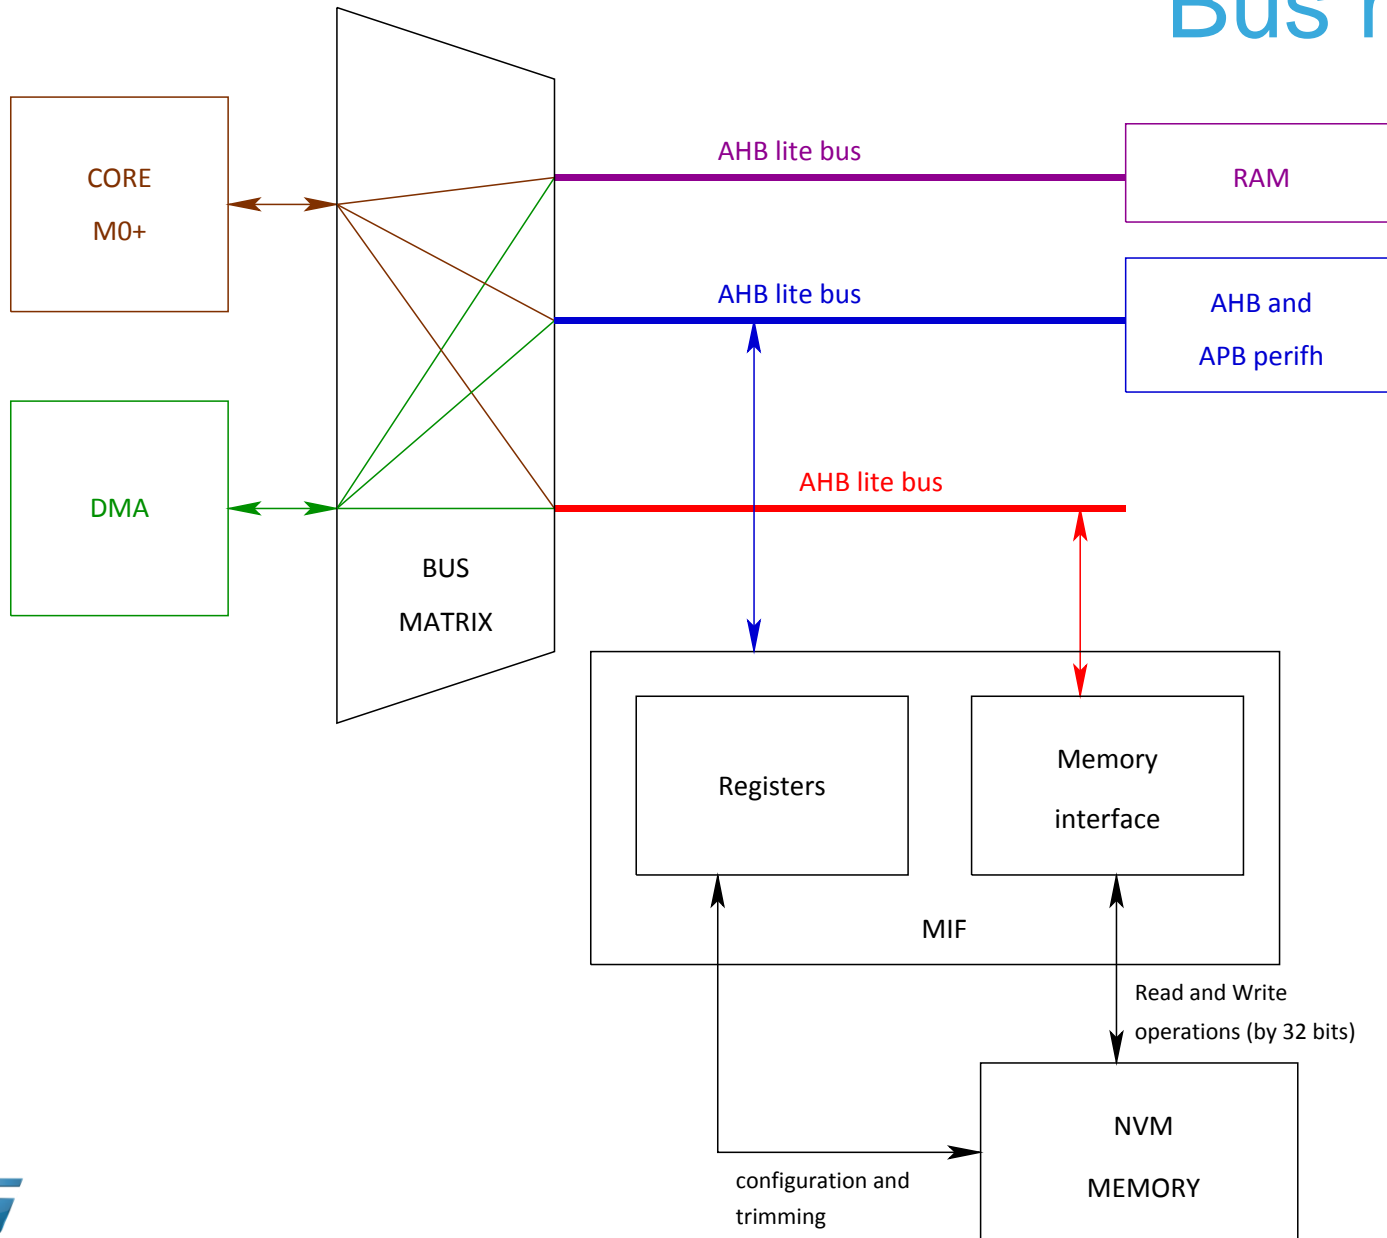 Bus
AHB lite bus
CORE
M0+
RAM
AHB lite bus
AHB and
APB perifh
AHB lite bus
DMA
BUS
MATRIX
Registers
Memory
interface
MIF
Read and Write
operations (by 32 bits)
NVM
MEMORY
configuration and
trimming